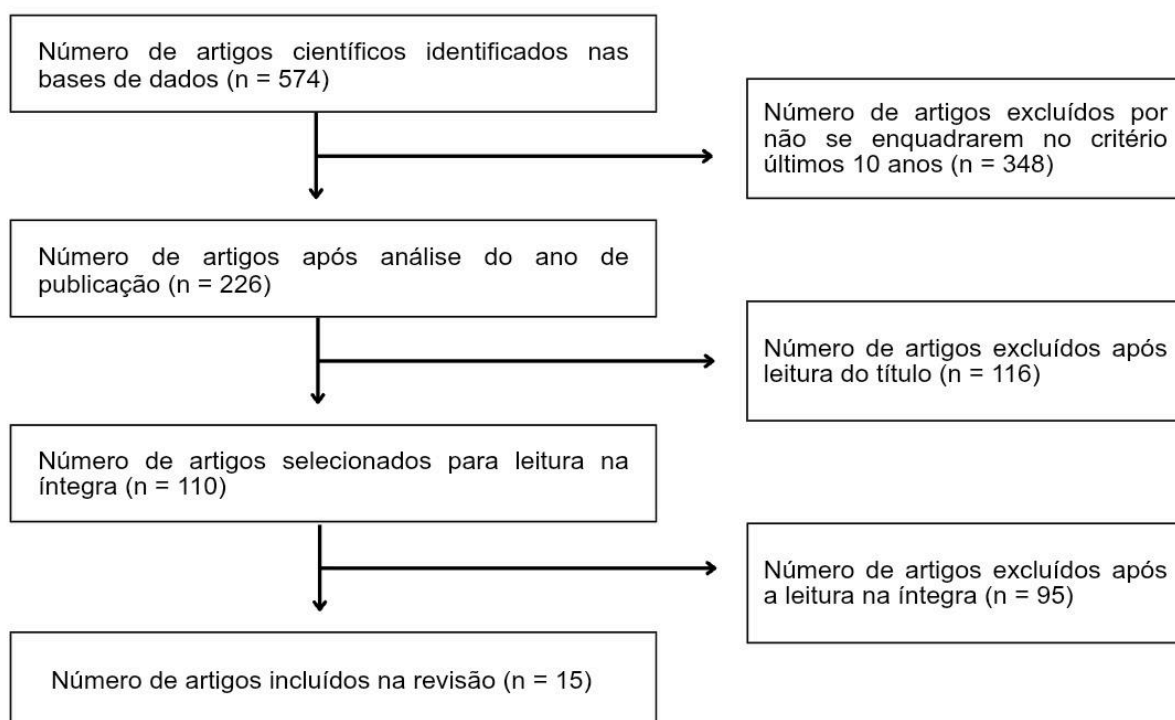 Número de artigos científicos identificados nas
bases de dados (n = 574)
Número de artigos excluídos por
não se enquadrarem no critério
últimos 10 anos (n = 348)
Número de artigos após análise do ano de
publicação (n = 226)
Número de artigos excluídos após
leitura do título (n = 116)
Número de artigos selecionados para leitura na
íntegra (n = 110)
Número de artigos excluídos após
a leitura na íntegra (n = 95)
Número de artigos incluídos na revisão (n = 15)